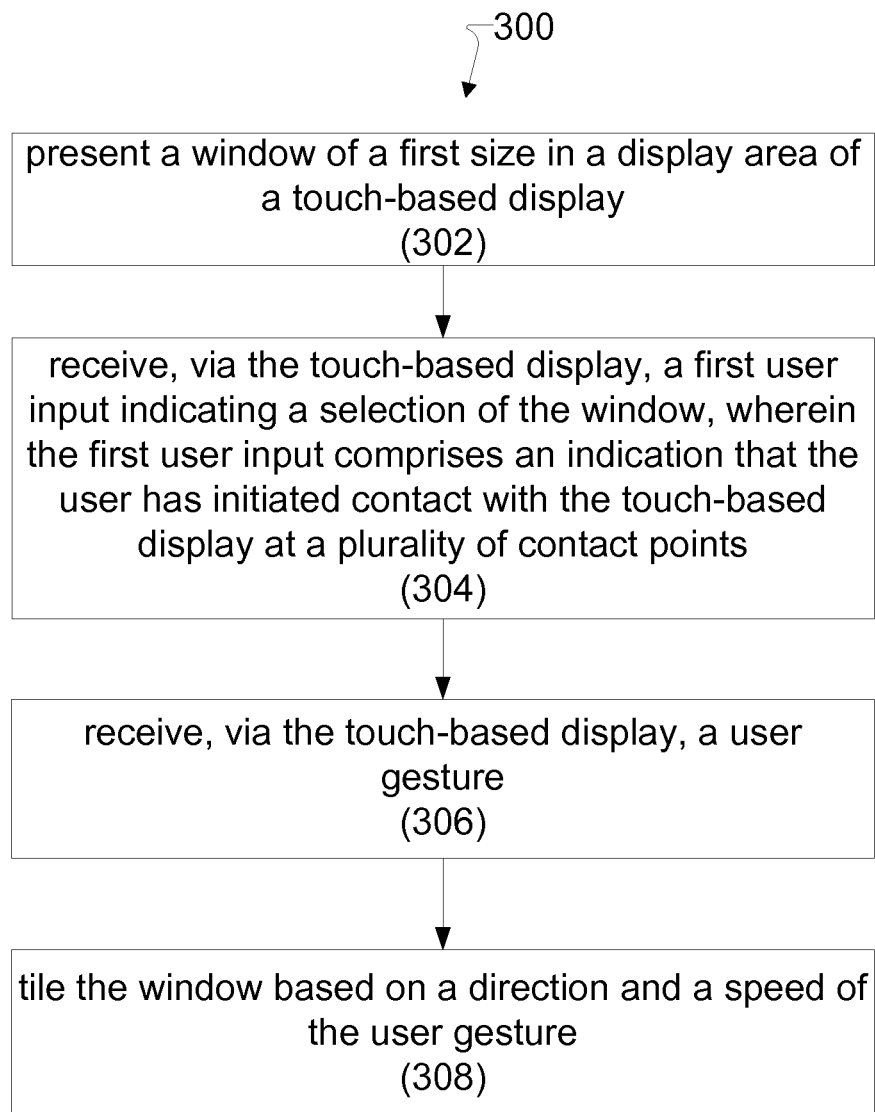 300
present a window of a first size in a display area of
a touch-based display
(302)
receive, via the touch-based display, a first user
input indicating a selection of the window, wherein
the first user input comprises an indication that the
user has initiated contact with the touch-based
display at a plurality of contact points
(304)
receive, via the touch-based display, a user
gesture
(306)
tile the window based on a direction and a speed of
the user gesture
(308)